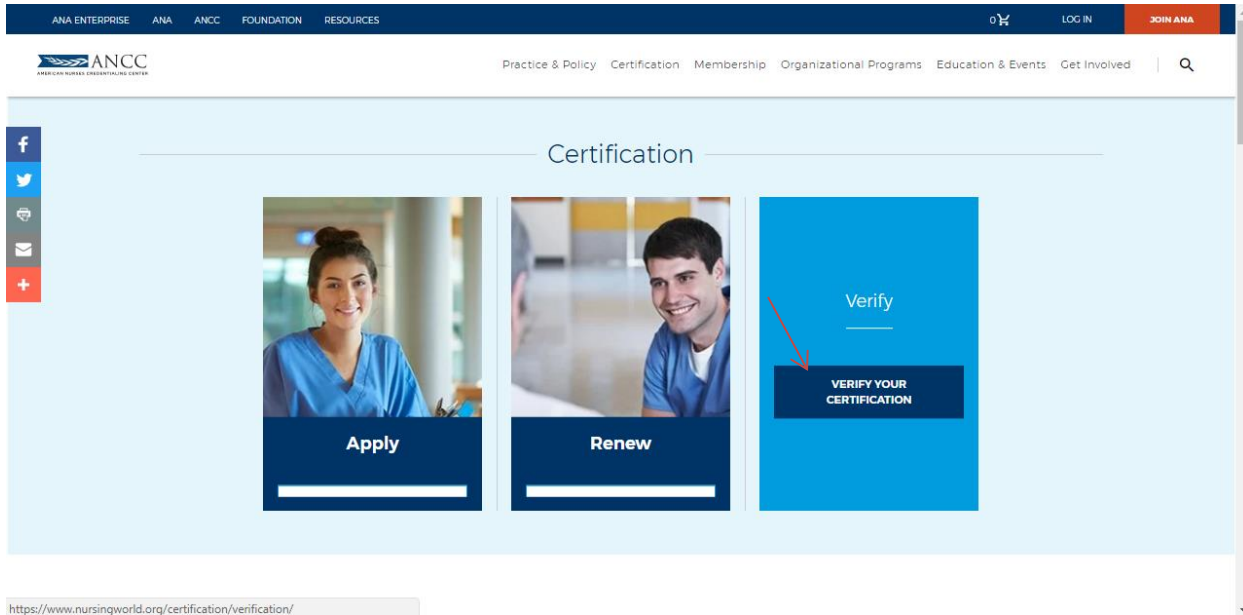 ANA ENTERPRISE ANA ANCC FOUNDATION RESOURCES 0 LOG IN JOIN ANA
ANCC
AMERICAN NURSES CREDENTIALING CENTER
Practice & Policy Certification Membership Organizational Programs Education & Events Get Involved
Certification
Verify
VERIFY YOUR
CERTIFICATION
Apply
Renew
https://www.nursingworld.org/certification/verification/